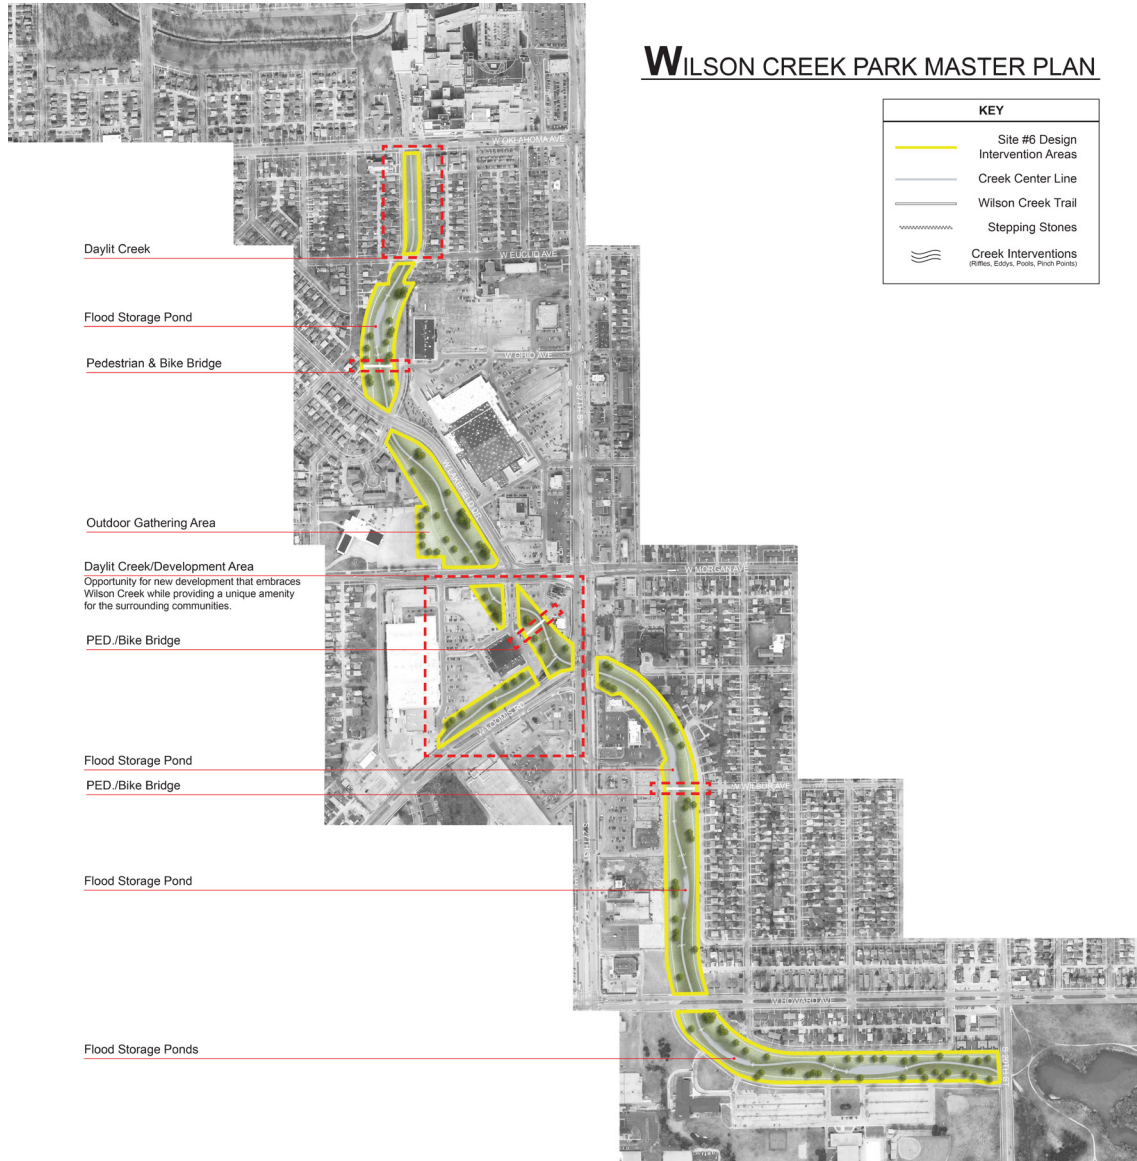 WILSON CREEK PARK MASTER PLAN
KEY
Site #6 Design
Intervention Areas
Creek Center Line
Wilson Creek Trail
Stepping Stones
Creek Interventions
(Riffles, Eddys, Pools, Pinch Points)
W OKLAHOMA AVE
Daylit Creek
W EUCLID AVE
Flood Storage Pond
W OHIO AVE
Pedestrian & Bike Bridge
S 27TH ST
Outdoor Gathering Area
Daylit Creek/Development Area
Opportunity for new development that embraces
Wilson Creek while providing a unique amenity
for the surrounding communities.
W MORGAN AVE
PED./Bike Bridge
Flood Storage Pond
PED./Bike Bridge
W WILBUR AVE
Flood Storage Pond
W HOWARD AVE
Flood Storage Ponds